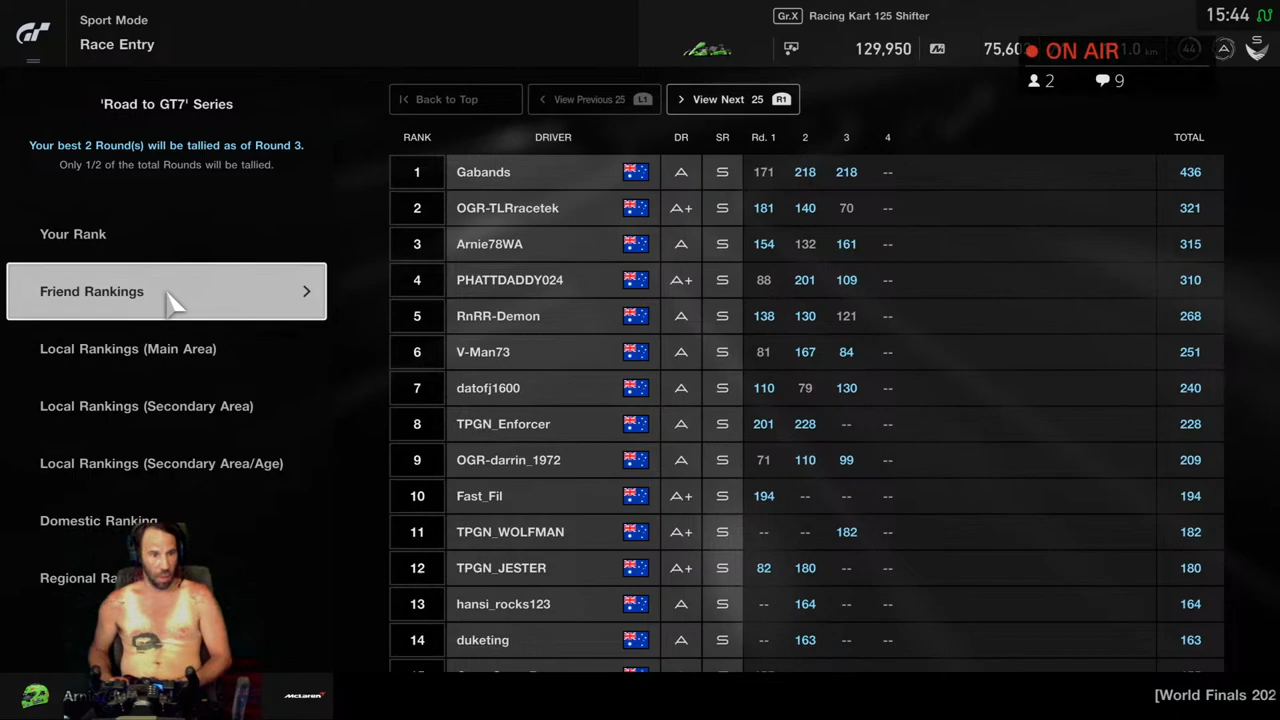 Sport Mode
Race Entry
Gr.X Racing Kart 125 Shifter
15:44
129,950
ON AIR
2 9
'Road to GT7' Series
Your best 2 Round(s) will be tallied as of Round 3.
Only 1/2 of the total Rounds will be tallied.
Your Rank
Friend Rankings
Local Rankings (Main Area)
Local Rankings (Secondary Area)
Local Rankings (Secondary Area/Age)
Domestic Ranking
Regional
Back to Top View Previous 25 L1 View Next 25 R1
RANK DRIVER DR SR Rd. 1 2 3 4 TOTAL
1 Gabands A S 171 218 218 -- 436
2 OGR-TLRracetek A+ S 181 140 70 -- 321
3 Arnie78WA A S 154 132 161 -- 315
4 PHATTDADDY024 A+ S 88 201 109 -- 310
5 RnRR-Demon A S 138 130 121 -- 268
6 V-Man73 A S 81 167 84 -- 251
7 datofj1600 A S 110 79 130 -- 240
8 TPGN_Enforcer A S 201 228 -- -- 228
9 OGR-darrin_1972 A S 71 110 99 -- 209
10 Fast_Fil A+ S 194 -- -- -- 194
11 TPGN_WOLFMAN A+ S -- -- 182 -- 182
12 TPGN_JESTER A+ S 82 180 -- -- 180
13 hansi_rocks123 A S -- 164 -- -- 164
14 duketing A S -- 163 -- -- 163
McLaren
[World Finals 202